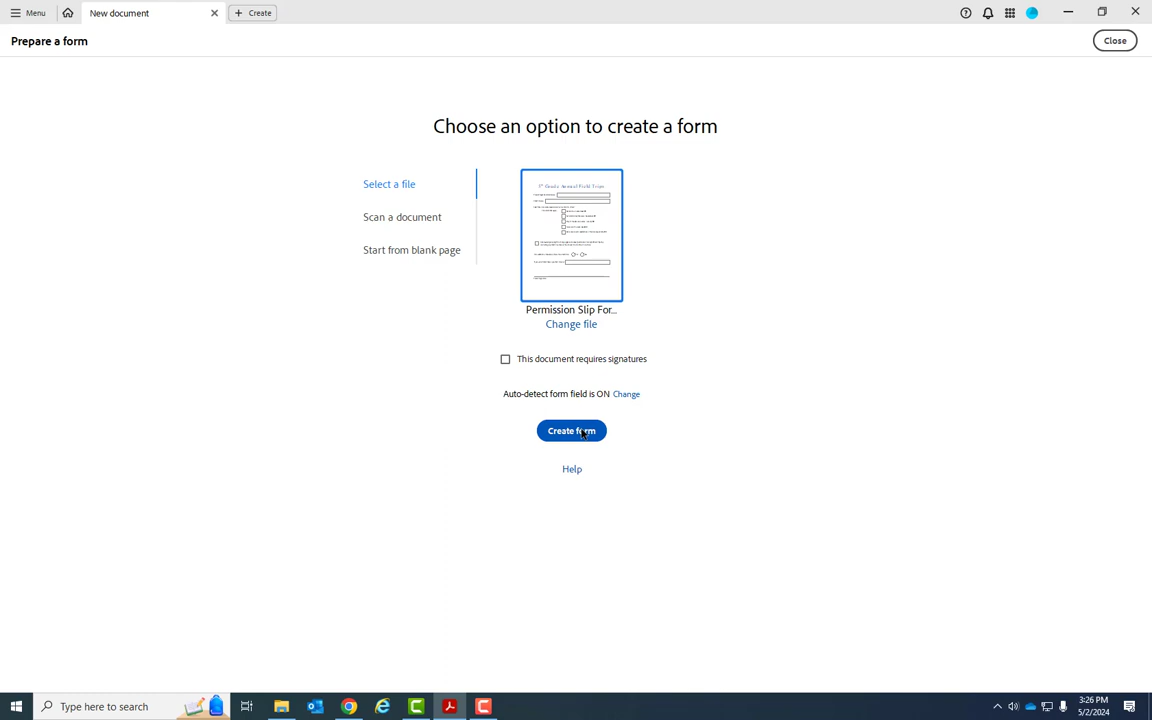 Menu
New document
Create
Prepare a form
Close
Choose an option to create a form
Select a file
Scan a document
Start from blank page
Permission Slip For...
Change file
This document requires signatures
Auto-detect form field is ON Change
Create form
Help
Type here to search
3:26 PM
5/2/2024